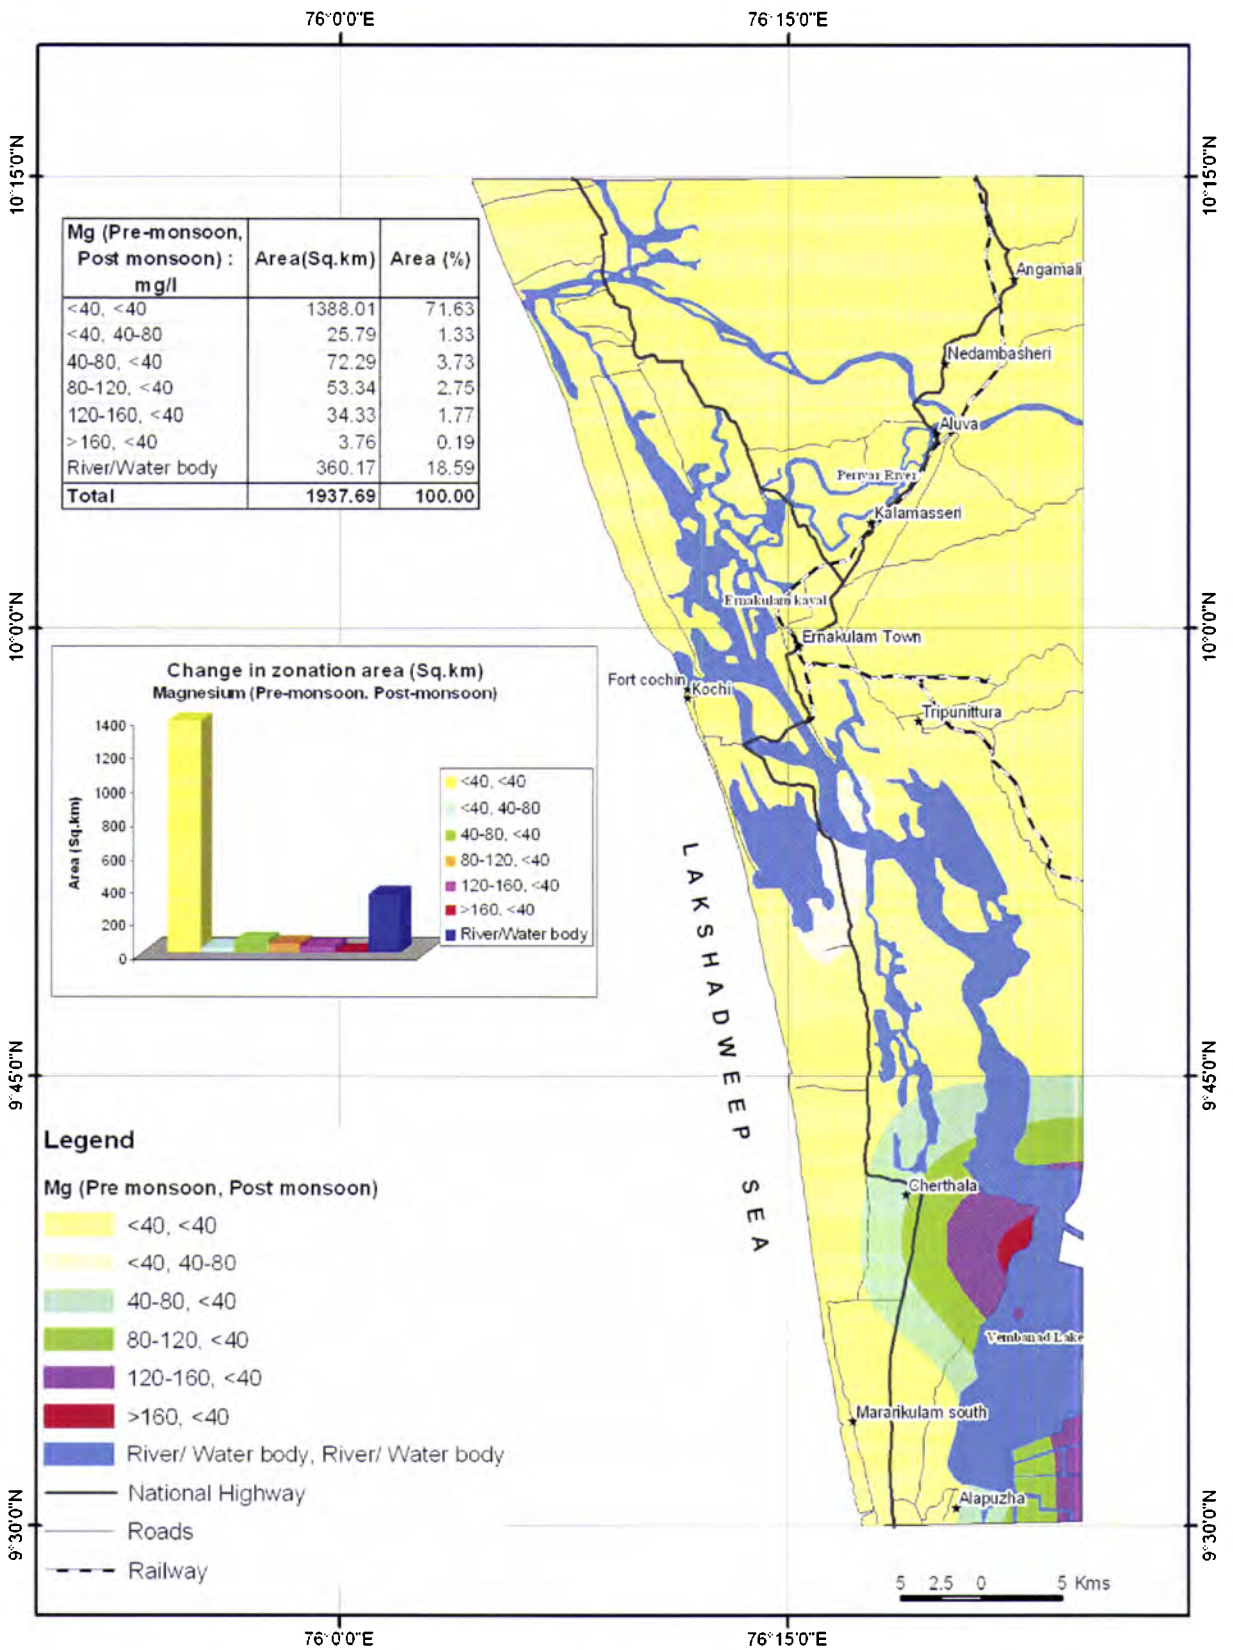 76°0'0"E 76°15'0"E
10°15'0"N 10°15'0"N
Mg (Pre-monsoon, Post monsoon) : mg/l Area(Sq.km) Area (%)
<40, <40 1388.01 71.63
<40, 40-80 25.79 1.33
40-80, <40 72.29 3.73
80-120, <40 53.34 2.75
120-160, <40 34.33 1.77
>160, <40 3.76 0.19
River/Water body 360.17 18.59
Total 1937.69 100.00
Angamali
Nedambasheri
Aluva
Periyar River
Kalamasseri
Ernakulam kayal
10°0'0"N 10°0'0"N
Ernakulam Town
Fort cochin
Kochi
Tripunittura
Change in zonation area (Sq.km)
Magnesium (Pre-monsoon. Post-monsoon)
Area (Sq.km)
1400
1200
1000
800
600
400
200
0
<40, <40
<40, 40-80
40-80, <40
80-120, <40
120-160, <40
>160, <40
River/Water body
LAKSHADWEEP SEA
9°45'0"N 9°45'0"N
Cherthala
Vembanad Lake
Mararikulam south
Alapuzha
Legend
Mg (Pre monsoon, Post monsoon)
<40, <40
<40, 40-80
40-80, <40
80-120, <40
120-160, <40
>160, <40
River/ Water body, River/ Water body
National Highway
Roads
Railway
9°30'0"N 9°30'0"N
5 2.5 0 5 Kms
76°0'0"E 76°15'0"E